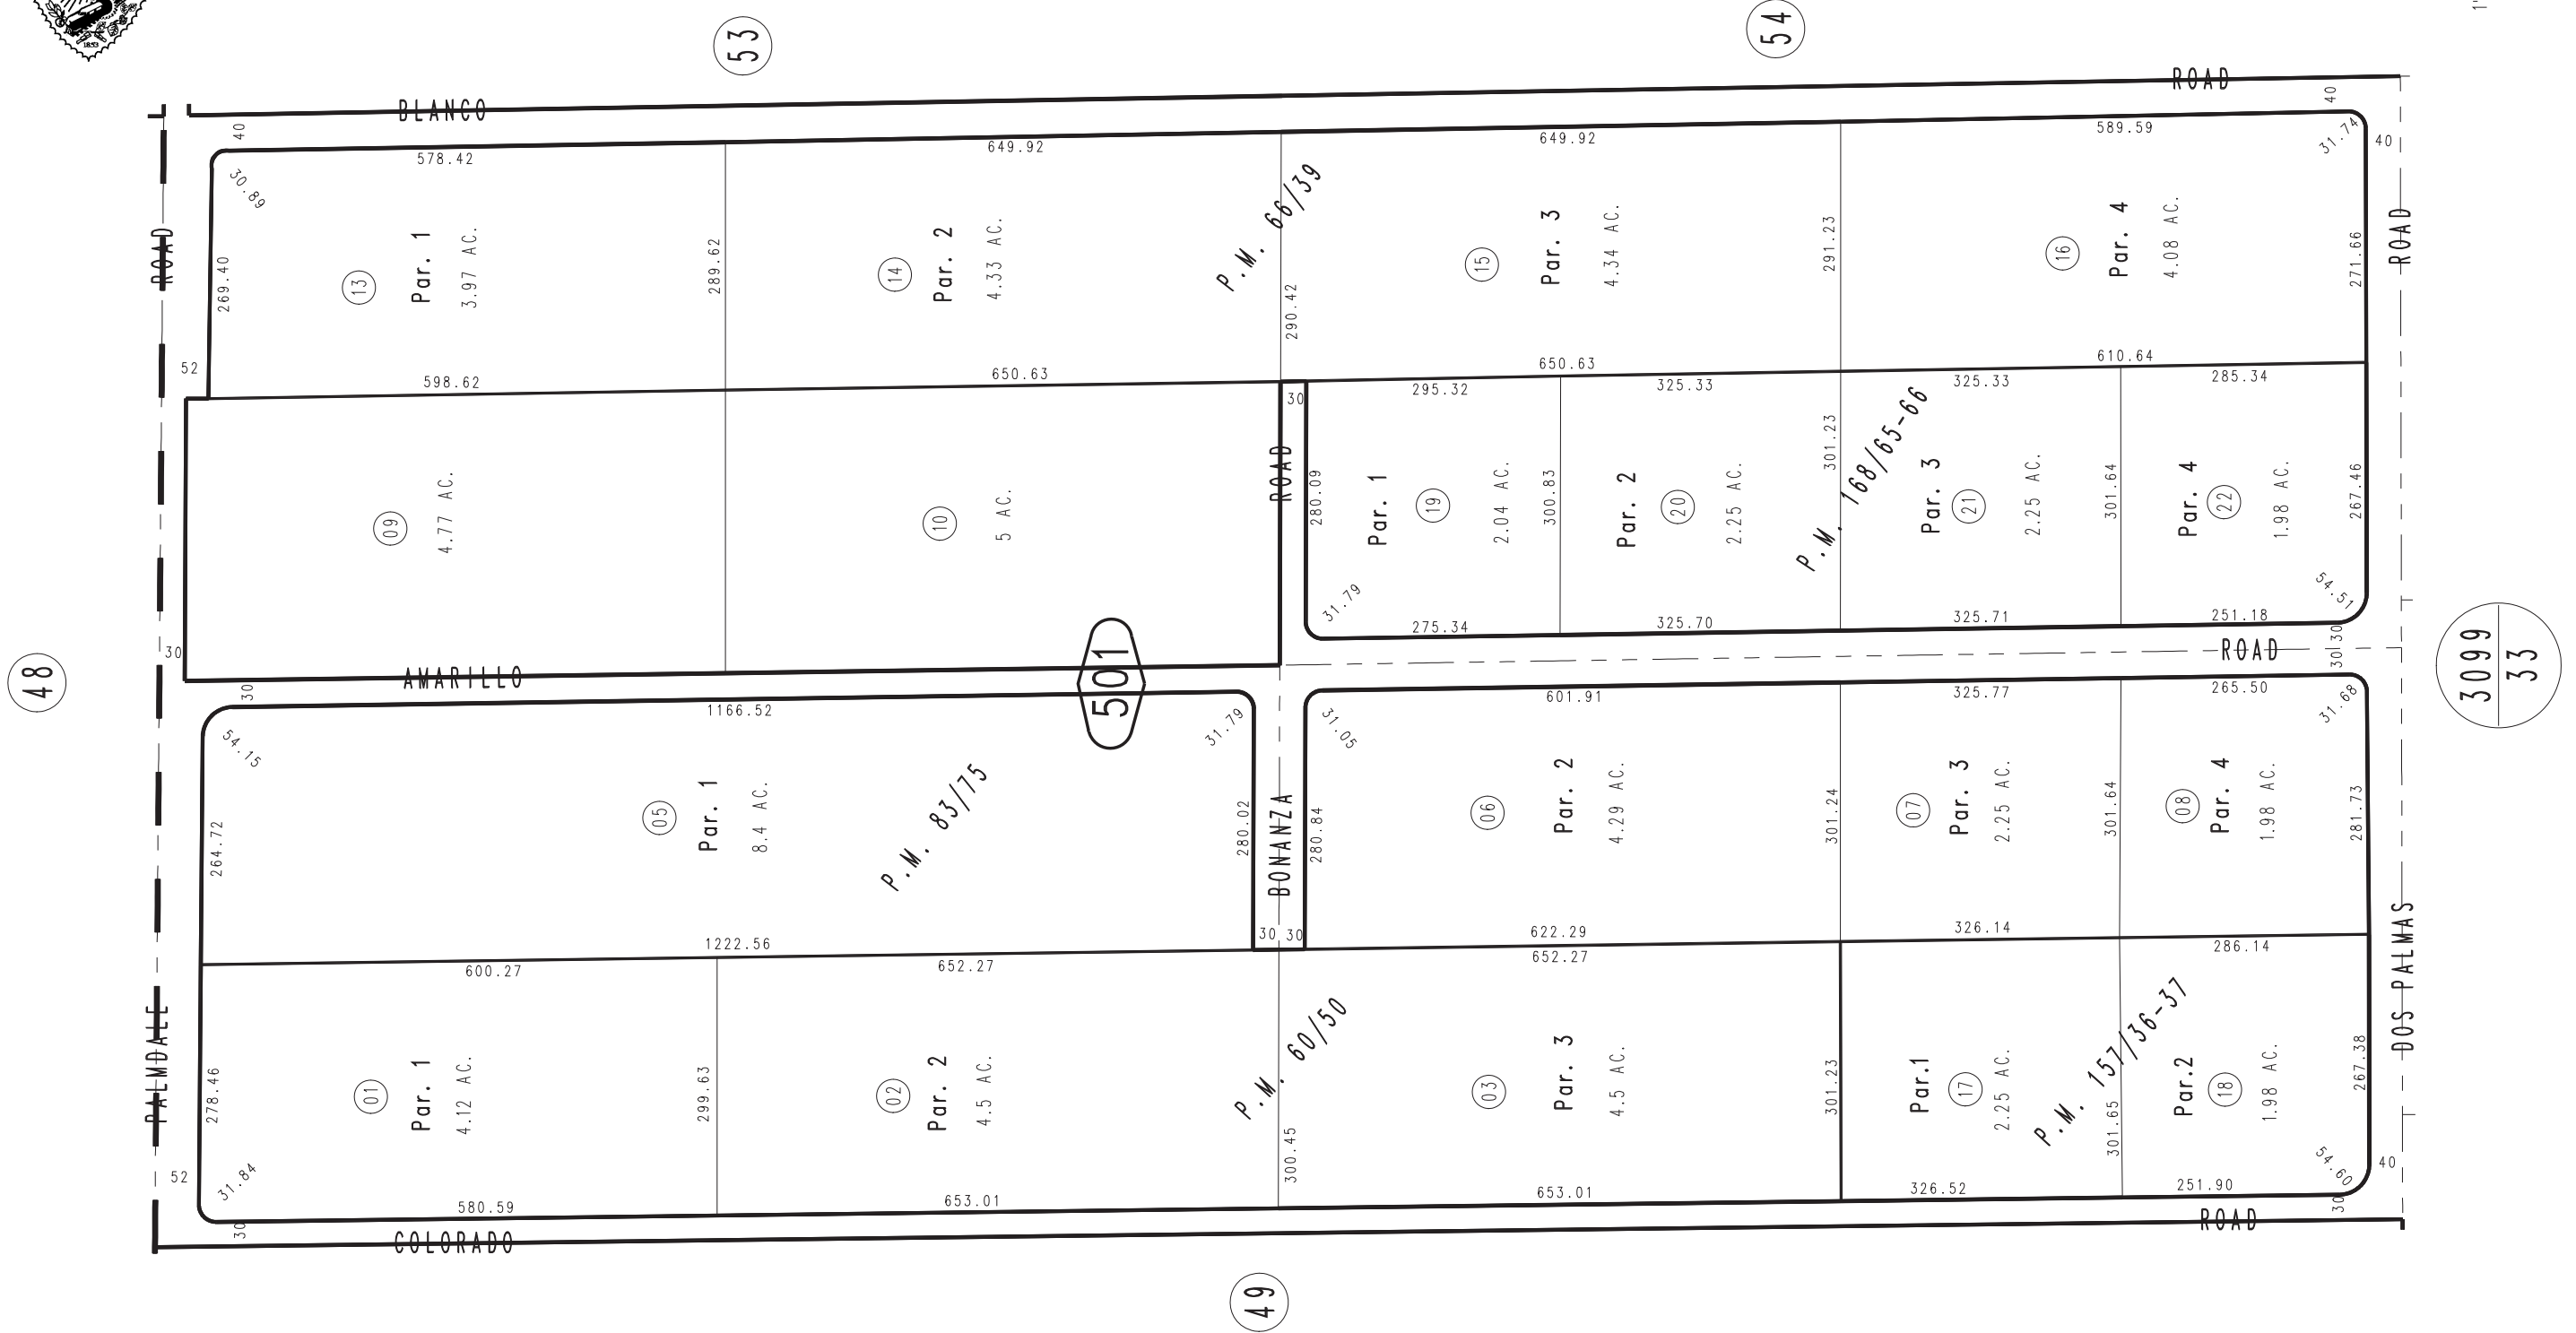 1853
53
54
BLANCO
ROAD
40
40
578.42
649.92
649.92
589.59
31.74
40
30.89
ROAD
269.40
13
Par. 1
3.97 AC.
289.62
14
Par. 2
4.33 AC.
P.M. 66/39
290.42
15
Par. 3
4.34 AC.
291.23
16
Par. 4
4.08 AC.
271.66
ROAD
52
598.62
650.63
650.63
610.64
30
295.32
325.33
325.33
285.34
09
4.77 AC.
10
5 AC.
ROAD
280.09
Par. 1
19
2.04 AC.
300.83
Par. 2
20
2.25 AC.
301.23
P.M. 168/65-66
Par. 3
21
2.25 AC.
301.64
Par. 4
22
1.98 AC.
267.46
31.79
54.51
275.34
325.70
325.71
251.18
30
30
30
ROAD
48
AMARILLO
501
3099
33
30
1166.52
601.91
325.77
265.50
54.15
31.79
31.05
31.68
264.72
05
Par. 1
8.4 AC.
P.M. 83/75
280.02
BONANZA
280.84
06
Par. 2
4.29 AC.
301.24
07
Par. 3
2.25 AC.
301.64
08
Par. 4
1.98 AC.
281.73
30
30
1222.56
622.29
326.14
600.27
652.27
652.27
286.14
DOS PALMAS
PALMDALE
278.46
01
Par. 1
4.12 AC.
299.63
02
Par. 2
4.5 AC.
P.M. 60/50
300.45
03
Par. 3
4.5 AC.
301.23
Par.1
17
2.25 AC.
P.M. 157/36-37
301.65
Par.2
18
1.98 AC.
267.38
52
31.84
54.60
40
580.59
653.01
653.01
326.52
251.90
30
30
COLORADO
ROAD
49